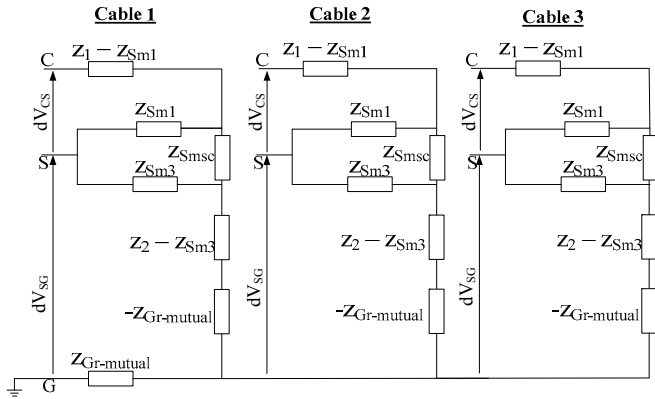 Cable 1
Cable 2
Cable 3
C
z₁ – zSm1
C
z₁ – zSm1
C
z₁ – zSm1
dVCS
zSm1
dVCS
zSm1
dVCS
zSm1
S
zSmsc
S
zSmsc
S
zSmsc
zSm3
zSm3
zSm3
z₂ – zSm3
z₂ – zSm3
z₂ – zSm3
dVSG
dVSG
dVSG
-zGr-mutual
-zGr-mutual
-zGr-mutual
zGr-mutual
G